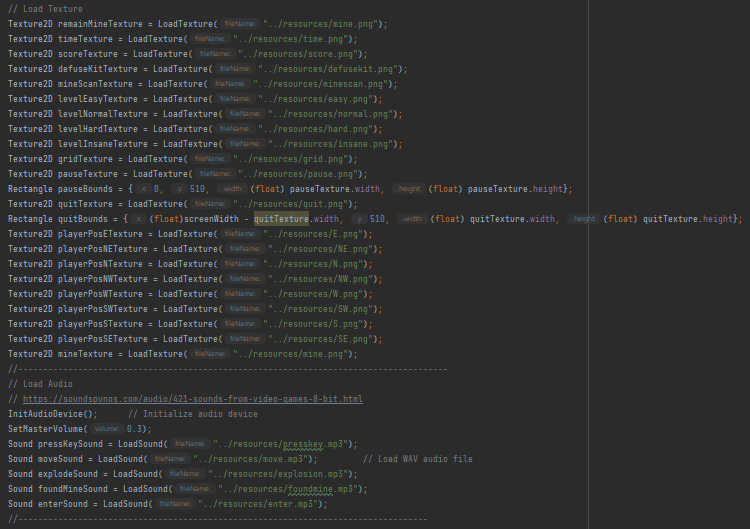 // Load Texture
Texture2D remainMineTexture = LoadTexture( fileName: "../resources/mine.png");
Texture2D timeTexture = LoadTexture( fileName: "../resources/time.png");
Texture2D scoreTexture = LoadTexture( fileName: "../resources/score.png");
Texture2D defuseKitTexture = LoadTexture( fileName: "../resources/defusekit.png");
Texture2D mineScanTexture = LoadTexture( fileName: "../resources/minescan.png");
Texture2D levelEasyTexture = LoadTexture( fileName: "../resources/easy.png");
Texture2D levelNormalTexture = LoadTexture( fileName: "../resources/normal.png");
Texture2D levelHardTexture = LoadTexture( fileName: "../resources/hard.png");
Texture2D levelInsaneTexture = LoadTexture( fileName: "../resources/insane.png");
Texture2D gridTexture = LoadTexture( fileName: "../resources/grid.png");
Texture2D pauseTexture = LoadTexture( fileName: "../resources/pause.png");
Rectangle pauseBounds = { .x: 0, .y: 510, .width: (float) pauseTexture.width, .height: (float) pauseTexture.height};
Texture2D quitTexture = LoadTexture( fileName: "../resources/quit.png");
Rectangle quitBounds = { .x: (float)screenWidth - quitTexture.width, .y: 510, .width: (float) quitTexture.width, .height: (float) quitTexture.height};
Texture2D playerPosETexture = LoadTexture( fileName: "../resources/E.png");
Texture2D playerPosNETexture = LoadTexture( fileName: "../resources/NE.png");
Texture2D playerPosNTexture = LoadTexture( fileName: "../resources/N.png");
Texture2D playerPosNWTexture = LoadTexture( fileName: "../resources/NW.png");
Texture2D playerPosWTexture = LoadTexture( fileName: "../resources/W.png");
Texture2D playerPosSWTexture = LoadTexture( fileName: "../resources/SW.png");
Texture2D playerPosSTexture = LoadTexture( fileName: "../resources/S.png");
Texture2D playerPosSETexture = LoadTexture( fileName: "../resources/SE.png");
Texture2D mineTexture = LoadTexture( fileName: "../resources/mine.png");
//--------------------------------------------------------------------------------------
// Load Audio
// https://soundspunos.com/audio/421-sounds-from-video-games-8-bit.html
InitAudioDevice();      // Initialize audio device
SetMasterVolume( volume: 0.3);
Sound pressKeySound = LoadSound( fileName: "../resources/presskey.mp3");
Sound moveSound = LoadSound( fileName: "../resources/move.mp3");         // Load WAV audio file
Sound explodeSound = LoadSound( fileName: "../resources/explosion.mp3");
Sound foundMineSound = LoadSound( fileName: "../resources/foundmine.mp3");
Sound enterSound = LoadSound( fileName: "../resources/enter.mp3");
//----------------------------------------------------------------------------------